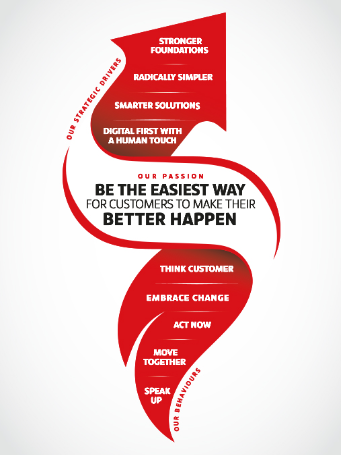 STRONGER
FOUNDATIONS
RADICALLY SIMPLER
SMARTER SOLUTIONS
DIGITAL FIRST WITH
A HUMAN TOUCH
OUR STRATEGIC DRIVERS
OUR PASSION
BE THE EASIEST WAY
FOR CUSTOMERS TO MAKE THEIR
BETTER HAPPEN
THINK CUSTOMER
EMBRACE CHANGE
ACT NOW
MOVE
TOGETHER
SPEAK
UP
OUR BEHAVIOURS